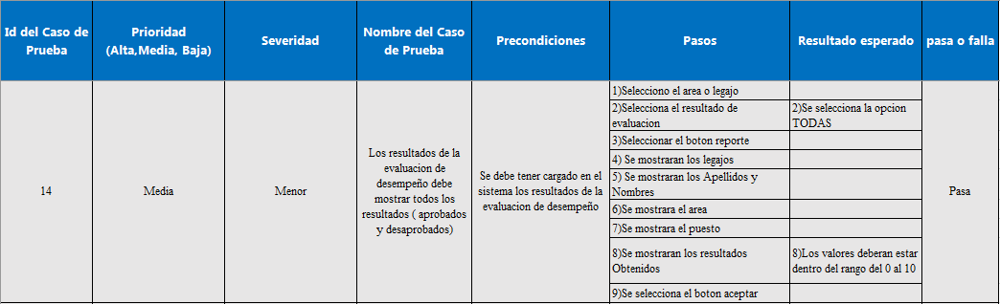 Id del Caso de
Prueba
Prioridad
(Alta,Media, Baja)
Severidad
Nombre del Caso
de Prueba
Precondiciones
Pasos
Resultado esperado
pasa o falla
14
Media
Menor
Los resultados de la
evaluacion de
desempeño debe
mostrar todos los
resultados ( aprobados
y desaprobados)
Se debe tener cargado en el
sistema los resultados de la
evaluacion de desempeño
1)Selecciono el area o legajo
2)Selecciona el resultado de
evaluacion
2)Se selecciona la opcion
TODAS
3)Seleccionar el boton reporte
4) Se mostraran los legajos
5) Se mostraran los Apellidos y
Nombres
6)Se mostrara el area
7)Se mostrara el puesto
8)Se mostraran los resultados
Obtenidos
8)Los valores deberan estar
dentro del rango del 0 al 10
9)Se selecciona el boton aceptar
Pasa